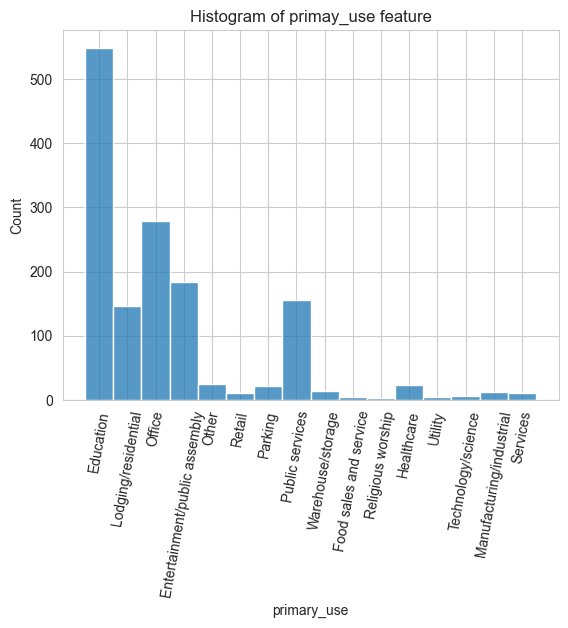 Histogram of primay_use feature
Count
500
400
300
200
100
0
Education
Lodging/residential
Office
Entertainment/public assembly
Other
Retail
Parking
Public services
Warehouse/storage
Food sales and service
Religious worship
Healthcare
Utility
Technology/science
Manufacturing/industrial
Services
primary_use